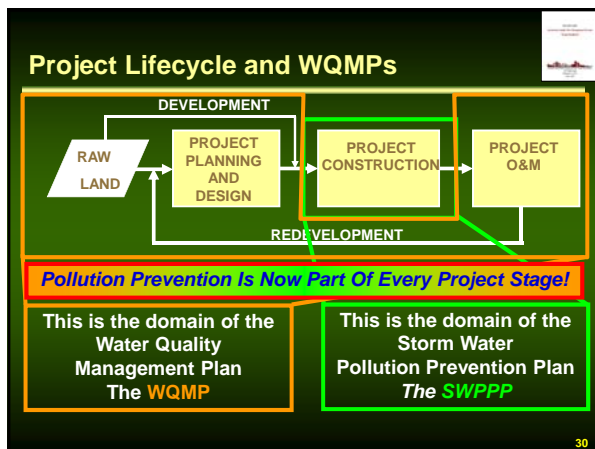 Project Lifecycle and WQMPs
DEVELOPMENT
RAW
LAND
PROJECT
PLANNING
AND
DESIGN
PROJECT
CONSTRUCTION
PROJECT
O&M
REDEVELOPMENT
Pollution Prevention Is Now Part Of Every Project Stage!
This is the domain of the
Water Quality
Management Plan
The WQMP
This is the domain of the
Storm Water
Pollution Prevention Plan
The SWPPP
30